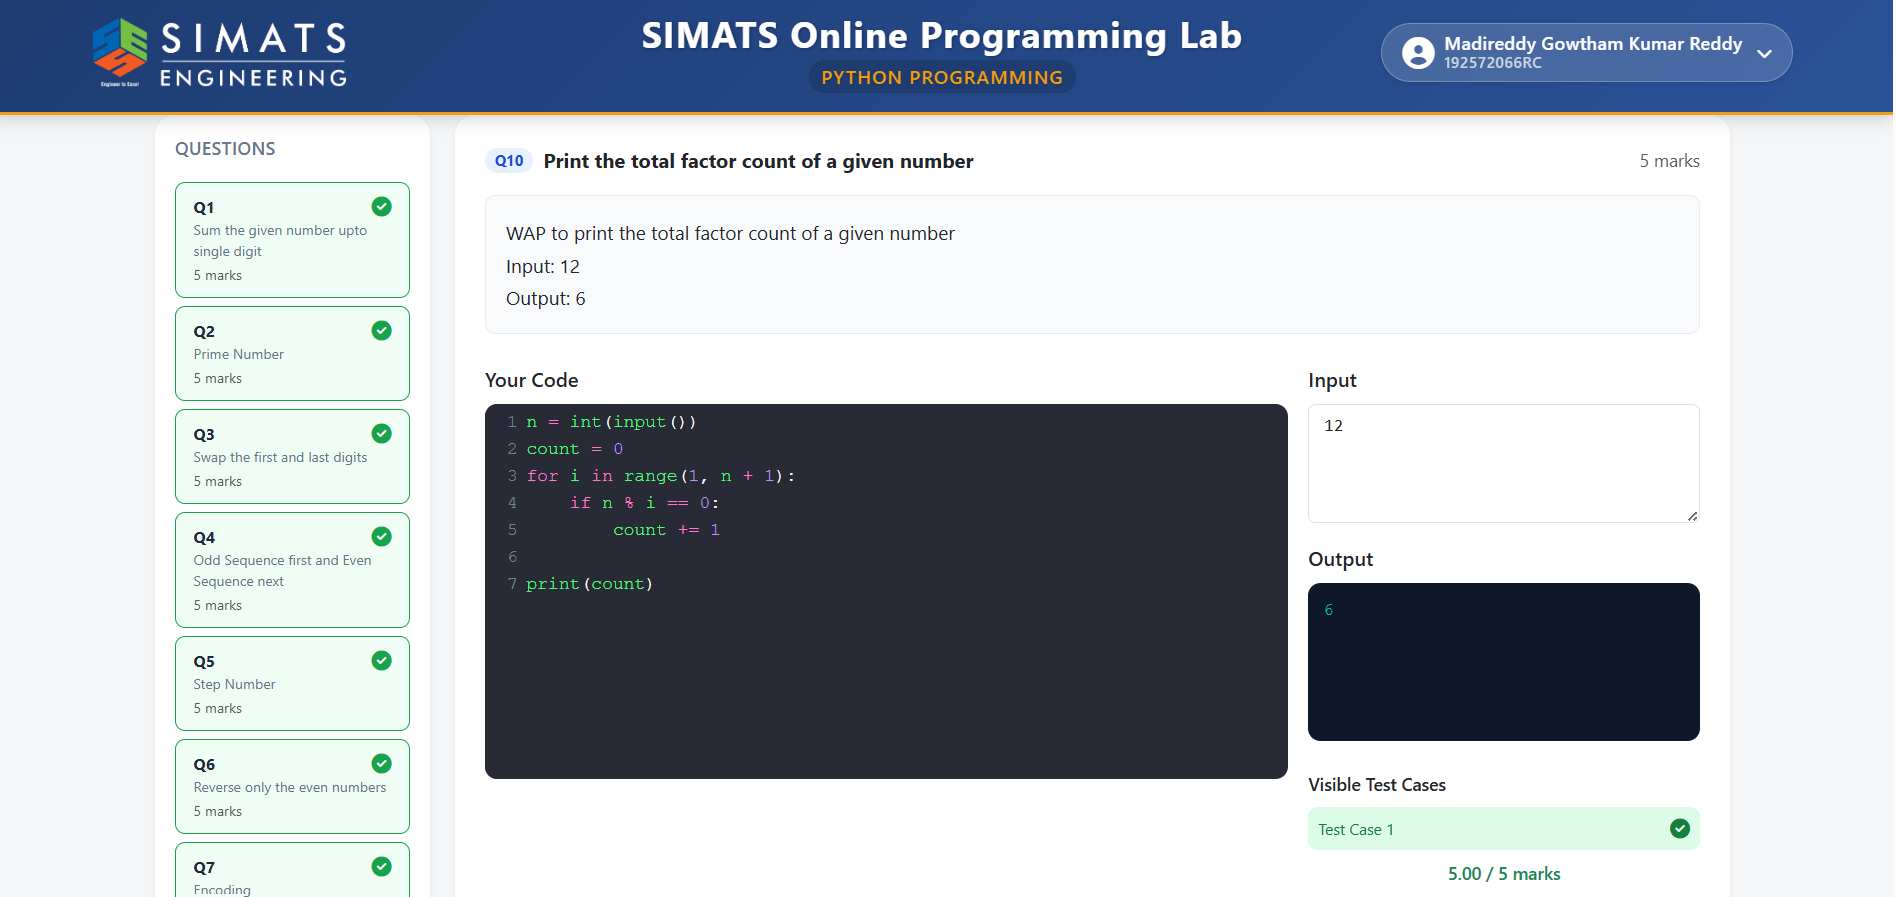 SIMATS
ENGINEERING
Engineer to Excel
SIMATS Online Programming Lab
PYTHON PROGRAMMING
Madireddy Gowtham Kumar Reddy
192572066RC
QUESTIONS
Q1
Sum the given number upto
single digit
5 marks
Q2
Prime Number
5 marks
Q3
Swap the first and last digits
5 marks
Q4
Odd Sequence first and Even
Sequence next
5 marks
Q5
Step Number
5 marks
Q6
Reverse only the even numbers
5 marks
Q7
Encoding
Q10 Print the total factor count of a given number
5 marks
WAP to print the total factor count of a given number
Input: 12
Output: 6
Your Code
1 n = int(input())
2 count = 0
3 for i in range(1, n + 1):
4     if n % i == 0:
5         count += 1
6
7 print(count)
Input
12
Output
6
Visible Test Cases
Test Case 1
5.00 / 5 marks